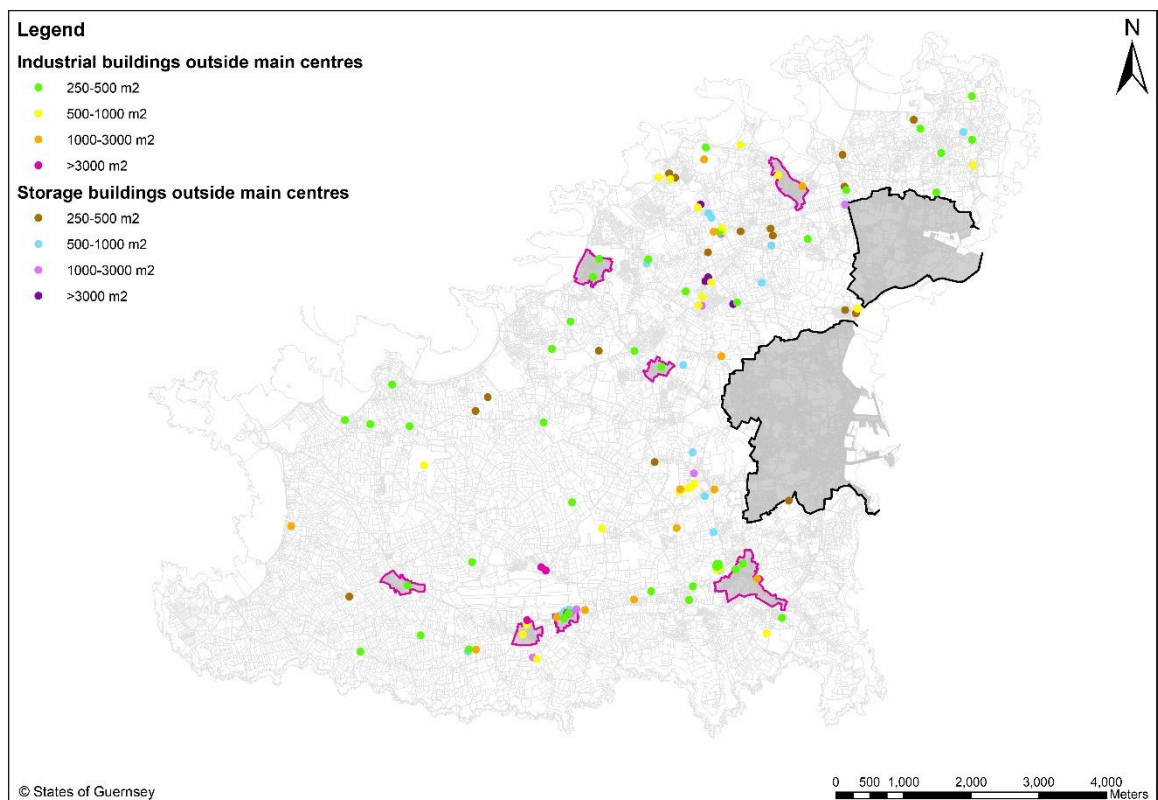 Legend
Industrial buildings outside main centres
250-500 m2
500-1000 m2
1000-3000 m2
>3000 m2
Storage buildings outside main centres
250-500 m2
500-1000 m2
1000-3000 m2
>3000 m2
N
© States of Guernsey
0 500 1,000 2,000 3,000 4,000
Meters